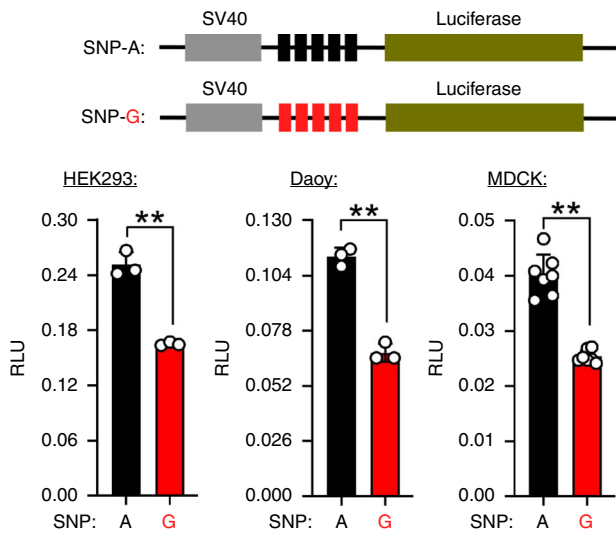 SV40 Luciferase
SNP-A:
SV40 Luciferase
SNP-G:
HEK293: Daoy: MDCK:
** ** **
0.30 0.130 0.05
0.24 0.104 0.04
0.18 0.078 0.03
0.12 0.052 0.02
0.06 0.026 0.01
0.00 0.000 0.00
RLU RLU RLU
SNP: A G SNP: A G SNP: A G